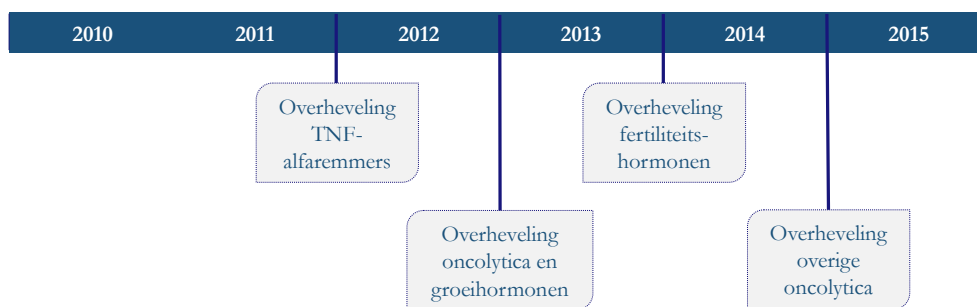 2010 2011 2012 2013 2014 2015
Overheveling
TNF-
alfaremmers
Overheveling
oncolytica en
groeihormonen
Overheveling
fertiliteits-
hormonen
Overheveling
overige
oncolytica